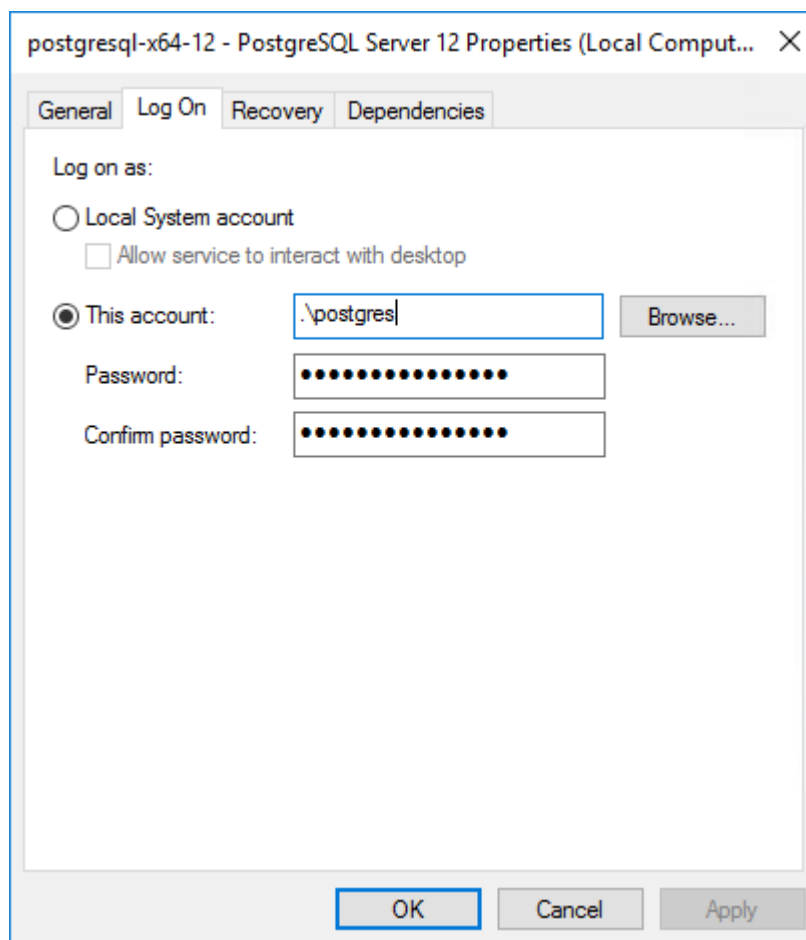 postgresql-x64-12 - PostgreSQL Server 12 Properties (Local Comput...
General Log On Recovery Dependencies
Log on as:
Local System account
Allow service to interact with desktop
This account: .\postgres Browse...
Password: •••••••••••••••
Confirm password: •••••••••••••••
OK Cancel Apply